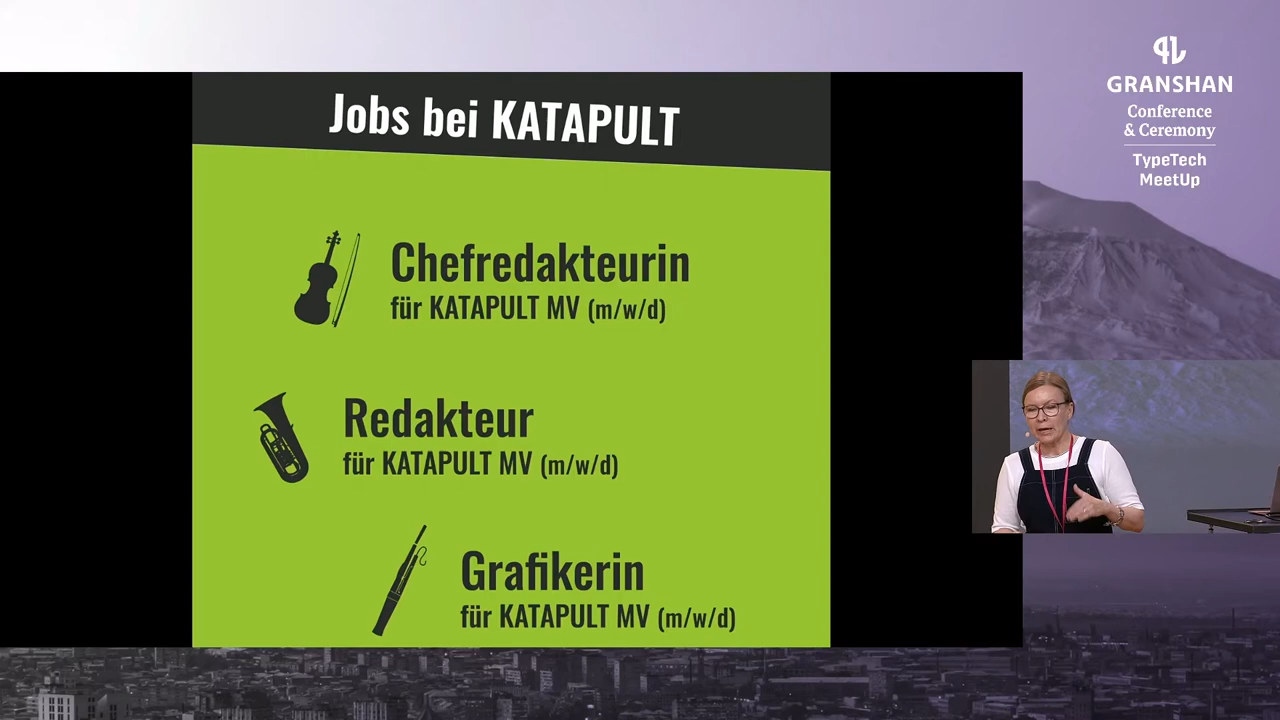 Jobs bei KATAPULT
Chefredakteurin
für KATAPULT MV (m/w/d)
Redakteur
für KATAPULT MV (m/w/d)
Grafikerin
für KATAPULT MV (m/w/d)
GRANSHAN
Conference
& Ceremony
TypeTech
MeetUp